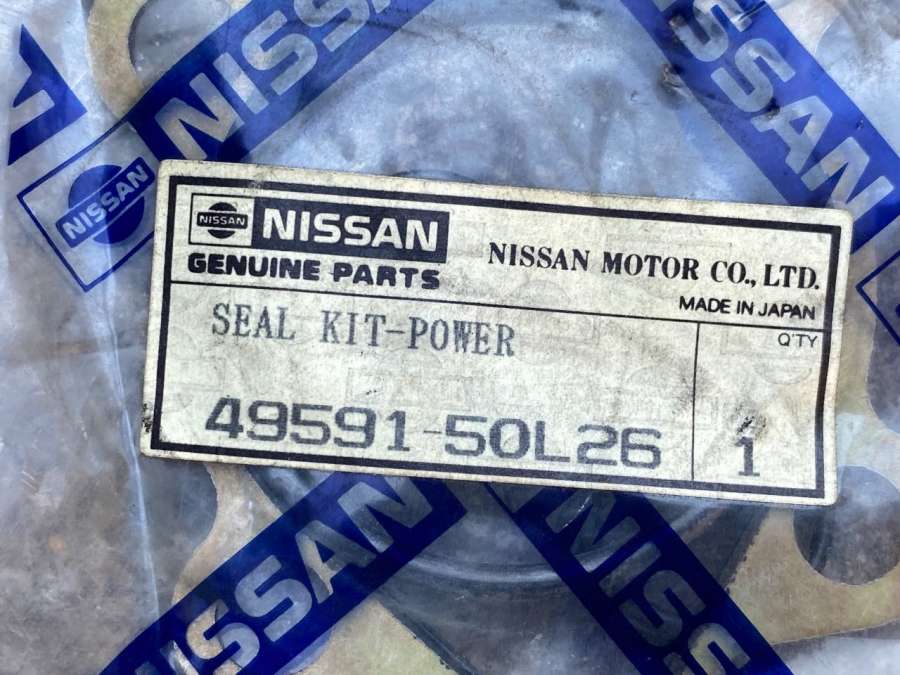 NISSAN
NISSAN
NISSAN
NISSAN NISSAN
GENUINE PARTS
NISSAN MOTOR CO., LTD.
MADE IN JAPAN
SEAL KIT-POWER
Q'TY
49591-50L26
1
NISSAN
NISSAN